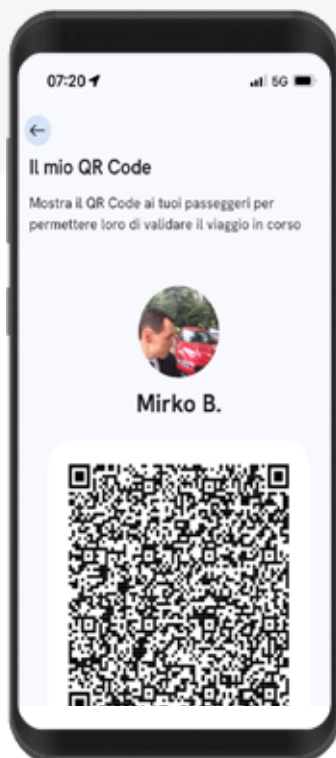 07:20
5G
Il mio QR Code
Mostra il QR Code ai tuoi passeggeri per
permettere loro di validare il viaggio in corso
Mirko B.